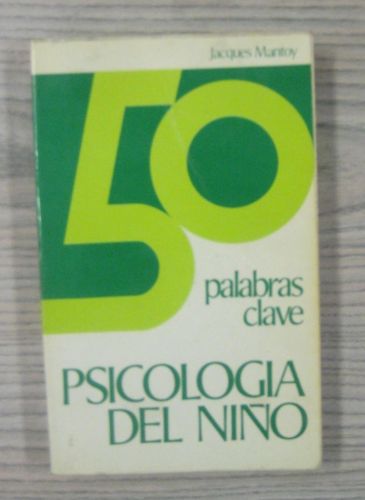 Jacques Mantoy
50
palabras
clave
PSICOLOGIA
DEL NIÑO